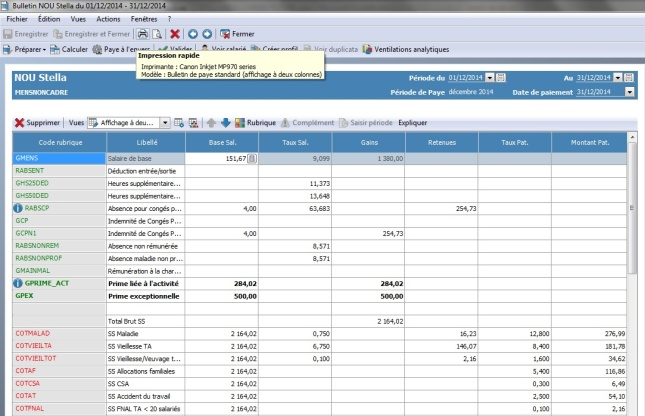 Bulletin NOU Stella du 01/12/2014 - 31/12/2014
Fichier Édition Vues Actions Fenêtres ?
Enregistrer Enregistrer et Fermer Fermer
Préparer Calculer Paye à l'envers Valider Voir salarié Créer profil Voir duplicata Ventilations analytiques
Impression rapide
Imprimante : Canon Inkjet MP970 series
Modèle : Bulletin de paye standard (affichage à deux colonnes)
NOU Stella Période du 01/12/2014 Au 31/12/2014
MENSNONCADRE Période de Paye décembre 2014 Date de paiement 31/12/2014
Supprimer Vues Affichage à deu... Rubrique Complément Saisir période Expliquer
Code rubrique Libellé Base Sal. Taux Sal. Gains Retenues Taux Pat. Montant Pat.
GMENS Salaire de base 151,67 9,099 1 380,00
RABSENT Déduction entrée/sortie
GHS25DED Heures supplémentaire... 11,373
GHS50DED Heures supplémentaire... 13,648
RABSCP Absence pour congés p... 4,00 63,683 254,73
GCP Indemnité de Congés P...
GCPN1 Indemnité de Congés P... 4,00 254,73
RABSNONREM Absence non rémunérée 8,571
RABSNONPROF Absence maladie non pr... 8,571
GMAINMAL Rémunération à la char...
GPRIME_ACT Prime liée à l'activité 284,02 284,02
GPEX Prime exceptionnelle 500,00 500,00
Total Brut SS 2 164,02
COTMALAD SS Maladie 2 164,02 0,750 16,23 12,800 276,99
COTVIEILTA SS Vieillesse TA 2 164,02 6,750 146,07 8,400 181,78
COTVIEILTOT SS Vieillesse/Veuvage t... 2 164,02 0,100 2,16 1,600 34,62
COTAF SS Allocations familiales 2 164,02 5,400 116,86
COTCSA SS CSA 2 164,02 0,300 6,49
COTAT SS Accident du travail 2 164,02 2,500 54,10
COTFNAL SS FNAL TA < 20 salariés 2 164,02 0,100 2,16